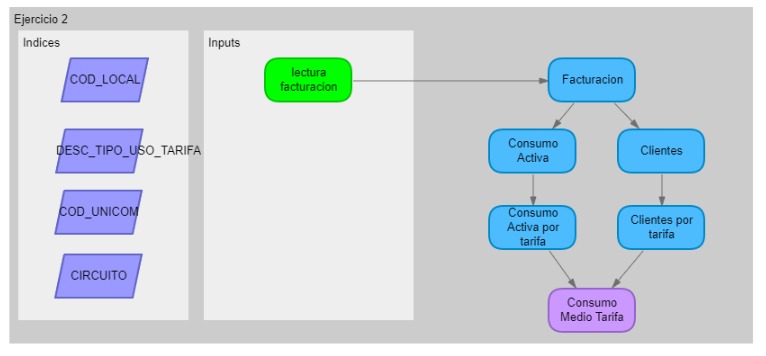 Ejercicio 2
Indices
COD_LOCAL
DESC_TIPO_USO_TARIFA
COD_UNICOM
CIRCUITO
Inputs
lectura
facturacion
Facturacion
Consumo
Activa
Clientes
Consumo
Activa por
tarifa
Clientes por
tarifa
Consumo
Medio Tarifa